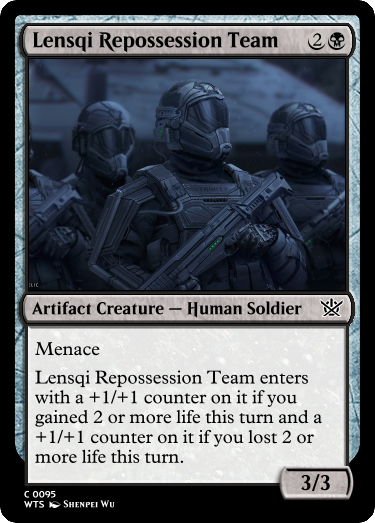 Lensqi Repossession Team 2
Artifact Creature — Human Soldier
Menace
Lensqi Repossession Team enters
with a +1/+1 counter on it if you
gained 2 or more life this turn and a
+1/+1 counter on it if you lost 2 or
more life this turn.
3/3
C 0095
WTS Shenpei Wu